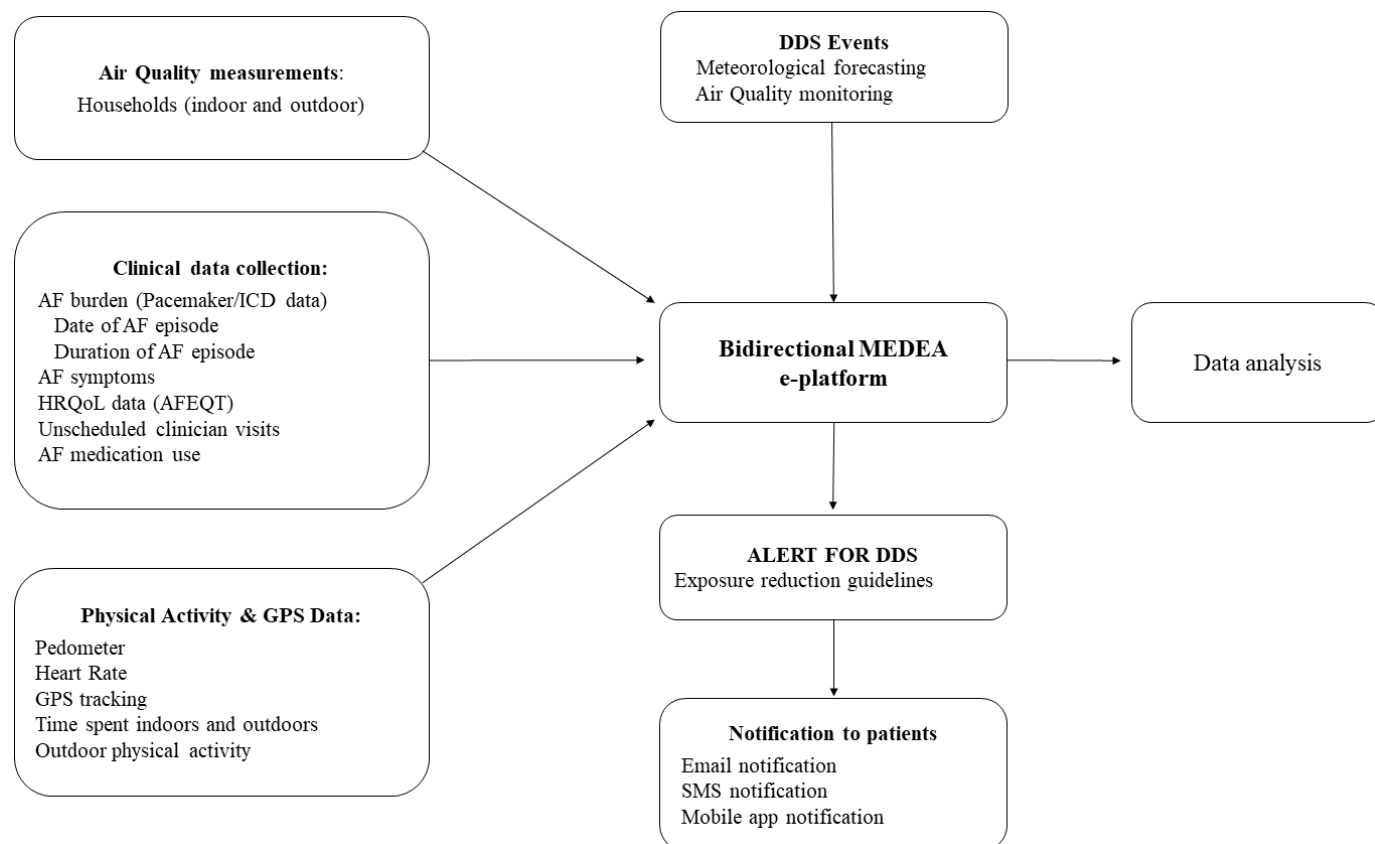 Air Quality measurements:
Households (indoor and outdoor)
DDS Events
Meteorological forecasting
Air Quality monitoring
Clinical data collection:
AF burden (Pacemaker/ICD data)
Date of AF episode
Duration of AF episode
AF symptoms
HRQoL data (AFEQT)
Unscheduled clinician visits
AF medication use
Bidirectional MEDEA
e-platform
Data analysis
Physical Activity & GPS Data:
Pedometer
Heart Rate
GPS tracking
Time spent indoors and outdoors
Outdoor physical activity
ALERT FOR DDS
Exposure reduction guidelines
Notification to patients
Email notification
SMS notification
Mobile app notification